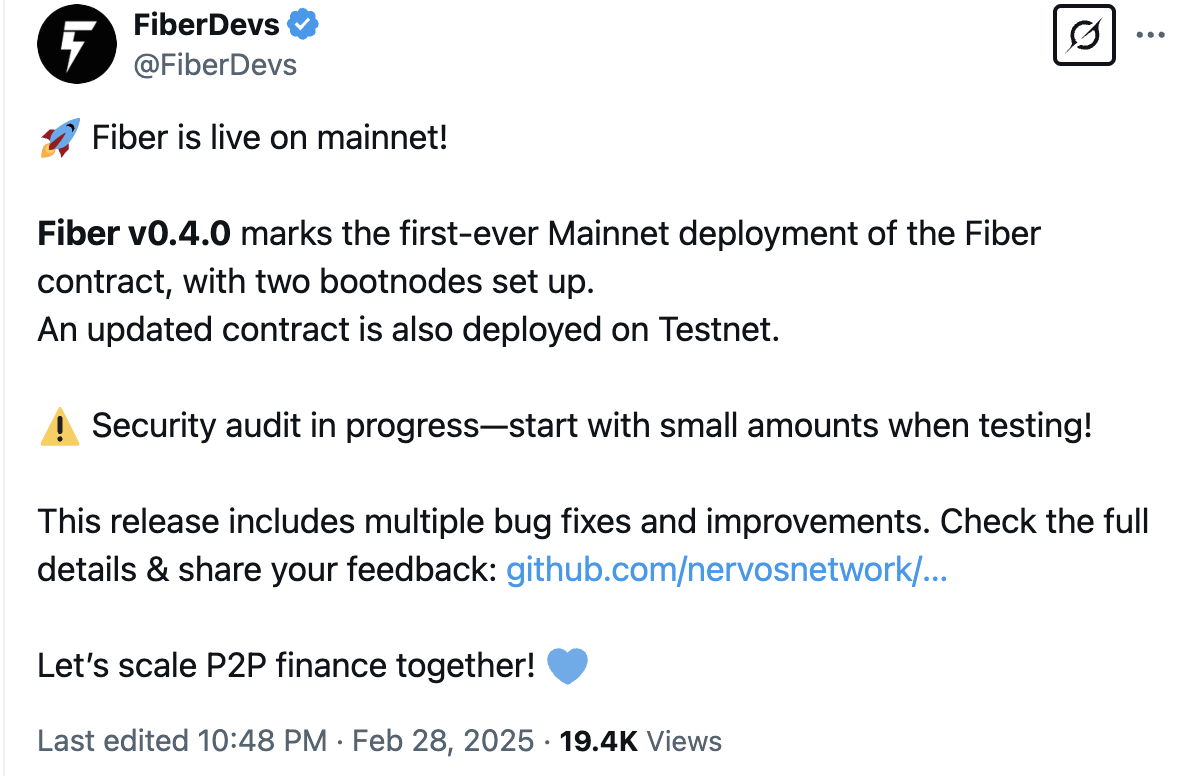 FiberDevs
@FiberDevs
🚀 Fiber is live on mainnet!
Fiber v0.4.0 marks the first-ever Mainnet deployment of the Fiber
contract, with two bootnodes set up.
An updated contract is also deployed on Testnet.
⚠️ Security audit in progress—start with small amounts when testing!
This release includes multiple bug fixes and improvements. Check the full
details & share your feedback: github.com/nervosnetwork/...
Let’s scale P2P finance together! 💙
Last edited 10:48 PM · Feb 28, 2025 · 19.4K Views